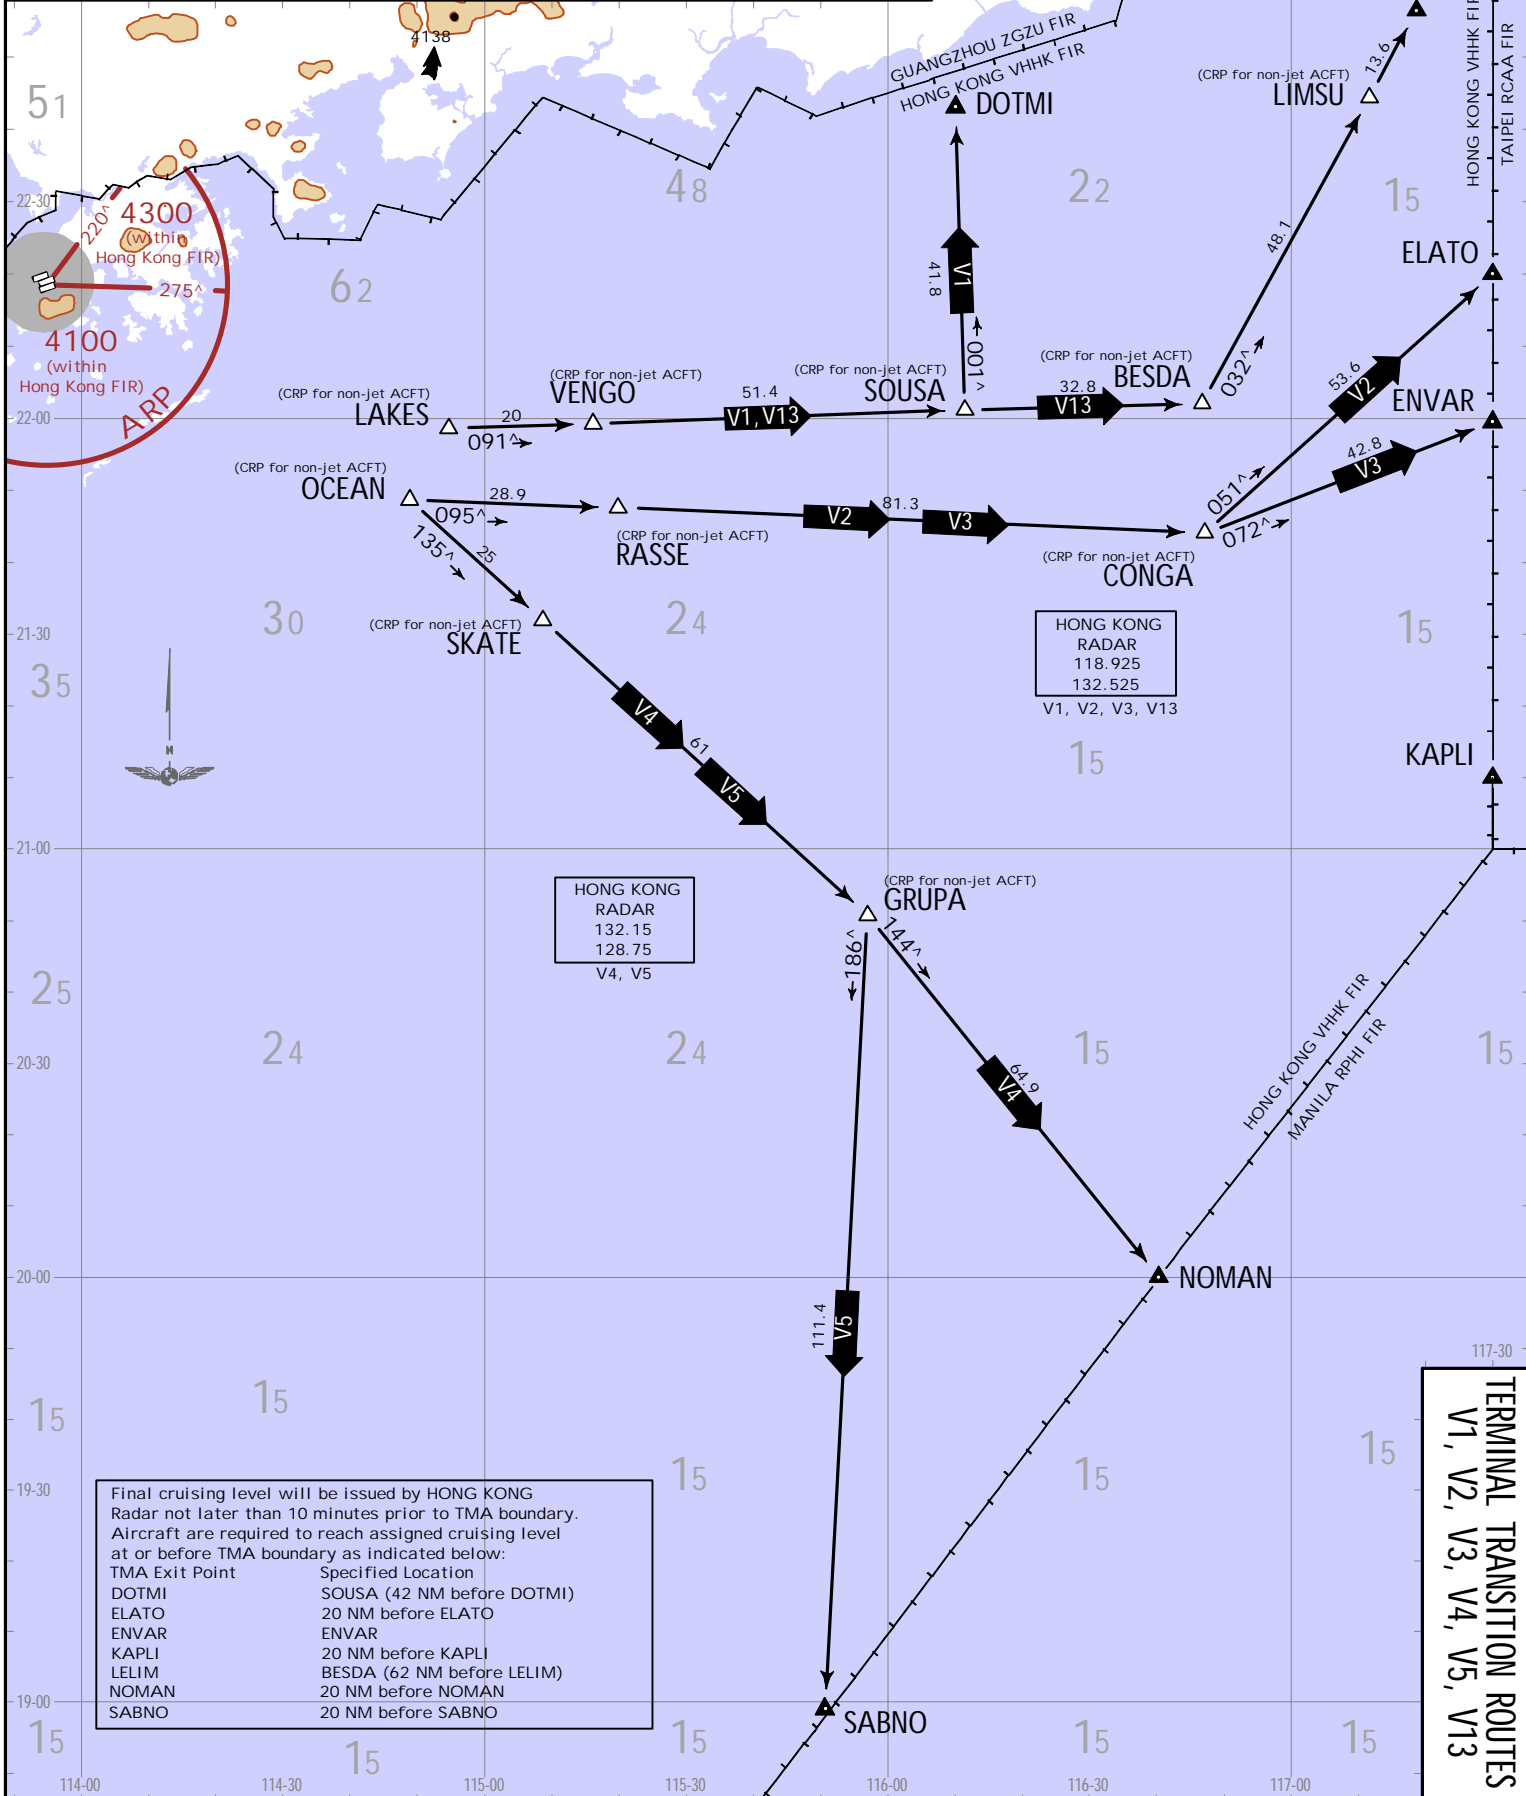 4138
GUANGZHOU ZGZU FIR
HONG KONG VHHK FIR
DOTMI
(CRP for non-jet ACFT)
LIMSU
13.6
HONG KONG VHHK FIR
TAIPEI RCAA FIR
51
48
22
15
22-30
220^
4300
(within
Hong Kong FIR)
275^
62
41.8
V1
001^
48.1
ELATO
4100
(within
Hong Kong FIR)
ARP
(CRP for non-jet ACFT)
LAKES
20
091^
(CRP for non-jet ACFT)
VENGO
51.4
V1,V13
(CRP for non-jet ACFT)
SOUSA
32.8
V13
(CRP for non-jet ACFT)
BESDA
032^
53.6
V2
ENVAR
22-00
(CRP for non-jet ACFT)
OCEAN
28.9
095^
135^
25
(CRP for non-jet ACFT)
RASSE
V2
81.3
V3
(CRP for non-jet ACFT)
CONGA
051^
072^
42.8
V3
30
24
15
21-30
(CRP for non-jet ACFT)
SKATE
HONG KONG
RADAR
118.925
132.525
V1, V2, V3, V13
35
N
V4
61
V5
15
KAPLI
21-00
HONG KONG
RADAR
132.15
128.75
V4, V5
(CRP for non-jet ACFT)
GRUPA
186^
144^
25
24
24
15
15
20-30
HONG KONG VHHK FIR
MANILA RPHI FIR
64.9
V4
20-00
NOMAN
111.4
V5
117-30
15
15
15
15
15
19-30
Final cruising level will be issued by HONG KONG
Radar not later than 10 minutes prior to TMA boundary.
Aircraft are required to reach assigned cruising level
at or before TMA boundary as indicated below:
TMA Exit Point Specified Location
DOTMI SOUSA (42 NM before DOTMI)
ELATO 20 NM before ELATO
ENVAR ENVAR
KAPLI 20 NM before KAPLI
LELIM BESDA (62 NM before LELIM)
NOMAN 20 NM before NOMAN
SABNO 20 NM before SABNO
19-00
SABNO
15
15
15
15
15
114-00
114-30
115-00
115-30
116-00
116-30
117-00
TERMINAL TRANSITION ROUTES
V1, V2, V3, V4, V5, V13